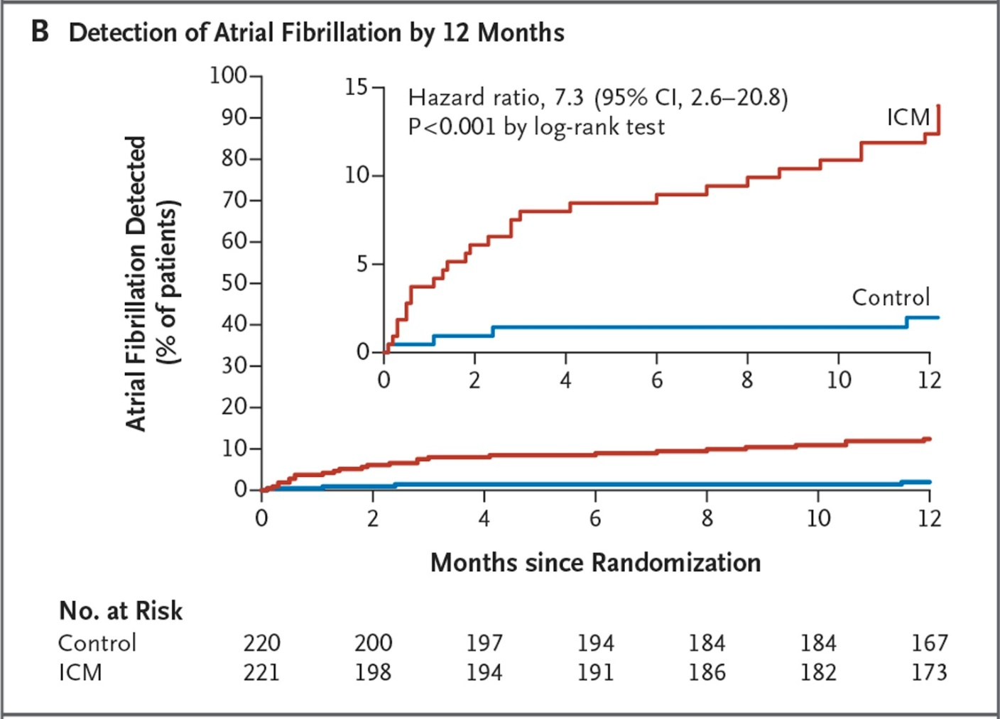 B Detection of Atrial Fibrillation by 12 Months
Atrial Fibrillation Detected
(% of patients)
100
90
80
70
60
50
40
30
20
10
0
15
10
5
0
Hazard ratio, 7.3 (95% CI, 2.6–20.8)
P<0.001 by log-rank test
ICM
Control
0 2 4 6 8 10 12
0 2 4 6 8 10 12
Months since Randomization
No. at Risk
Control 220 200 197 194 184 184 167
ICM 221 198 194 191 186 182 173